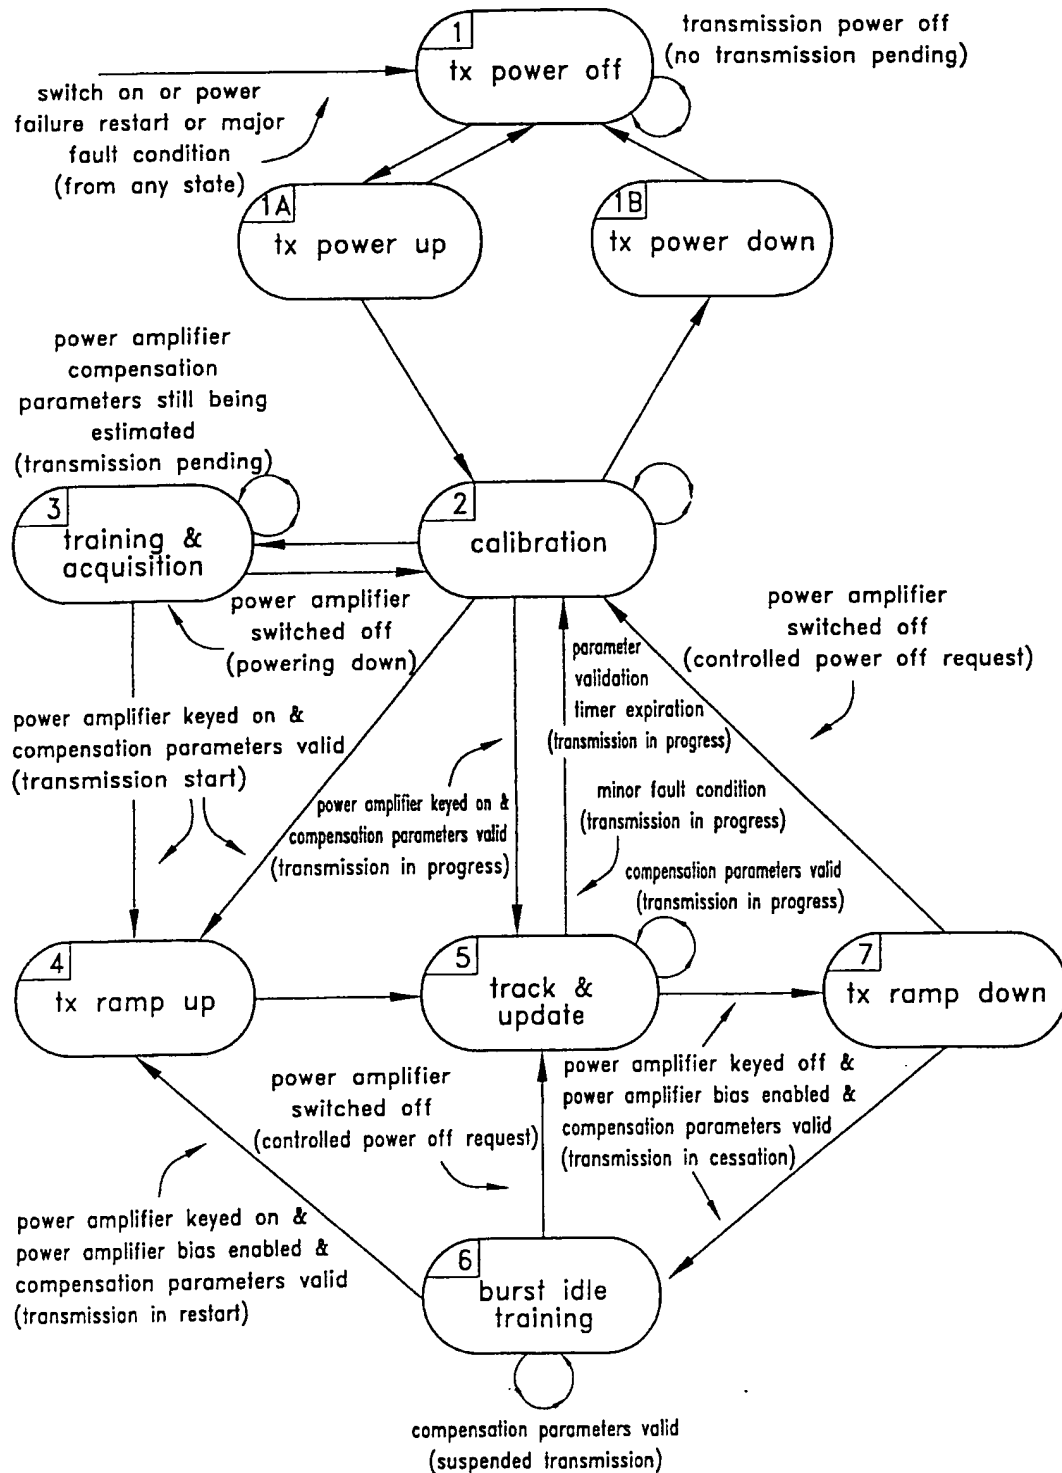 1
tx power off
transmission power off
(no transmission pending)
switch on or power
failure restart or major
fault condition
(from any state)
1A
tx power up
1B
tx power down
power amplifier
compensation
parameters still being
estimated
(transmission pending)
3
training &
acquisition
2
calibration
power amplifier
switched off
(powering down)
power amplifier
switched off
(controlled power off request)
parameter
validation
timer expiration
(transmission in progress)
power amplifier keyed on &
compensation parameters valid
(transmission start)
power amplifier keyed on &
compensation parameters valid
(transmission in progress)
minor fault condition
(transmission in progress)
compensation parameters valid
(transmission in progress)
4
tx ramp up
5
track &
update
7
tx ramp down
power amplifier
switched off
(controlled power off request)
power amplifier keyed off &
power amplifier bias enabled &
compensation parameters valid
(transmission in cessation)
power amplifier keyed on &
power amplifier bias enabled &
compensation parameters valid
(transmission in restart)
6
burst idle
training
compensation parameters valid
(suspended transmission)